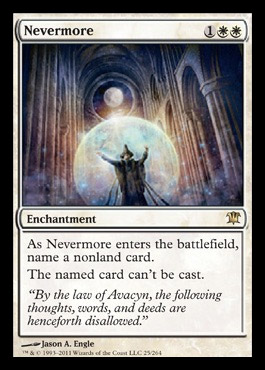 Nevermore 1
Enchantment
As Nevermore enters the battlefield,
name a nonland card.
The named card can't be cast.
“By the law of Avacyn, the following
thoughts, words, and deeds are
henceforth disallowed.”
Jason A. Engle
™ & © 1993–2011 Wizards of the Coast LLC 25/264